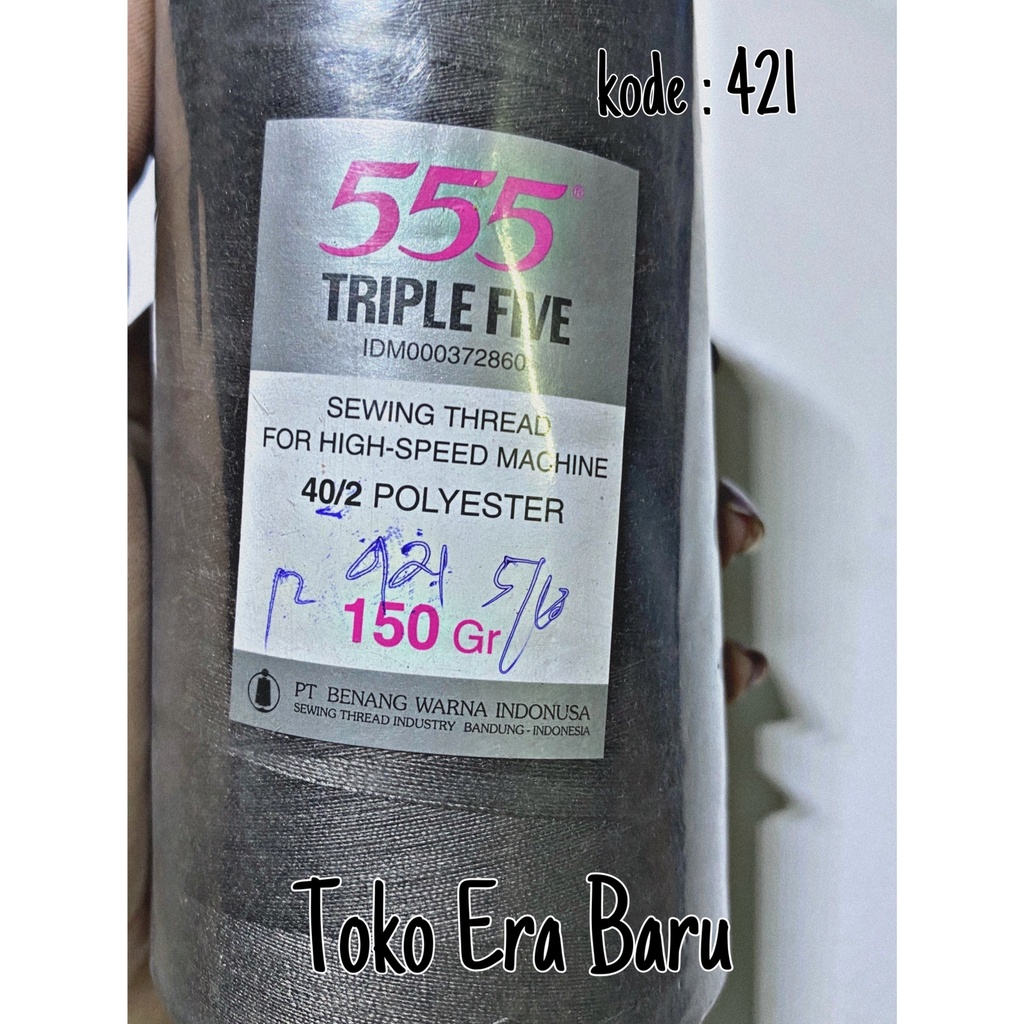 kode : 421
555®
TRIPLE FIVE
IDM000372860
SEWING THREAD
FOR HIGH-SPEED MACHINE
40/2 POLYESTER
421
150 Gr
PT BENANG WARNA INDONUSA
SEWING THREAD INDUSTRY BANDUNG - INDONESIA
Toko Era Baru